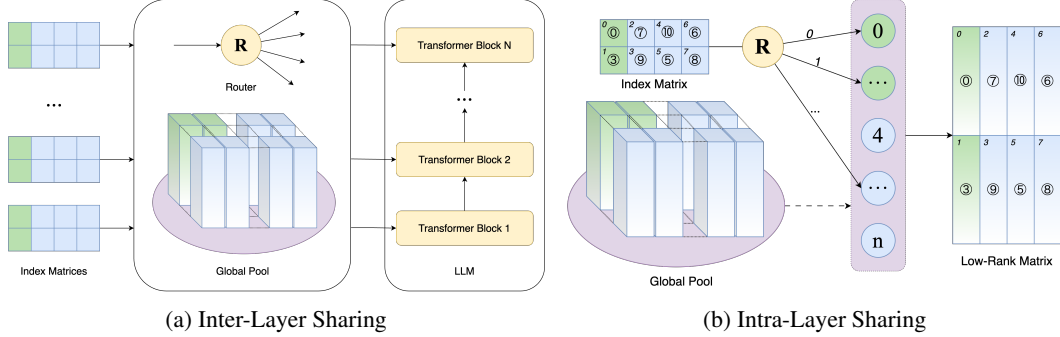 ...
Index Matrices
R
Router
Global Pool
Transformer Block N
...
Transformer Block 2
Transformer Block 1
LLM
(a) Inter-Layer Sharing
0 ⓪ 2 ⑦ 4 ⑩ 6 ⑥
1 ③ 3 ⑨ 5 ⑤ 7 ⑧
Index Matrix
R
0
1
...
Global Pool
0
...
4
...
n
0 2 4 6
⓪ ⑦ ⑩ ⑥
1 3 5 7
③ ⑨ ⑤ ⑧
Low-Rank Matrix
(b) Intra-Layer Sharing